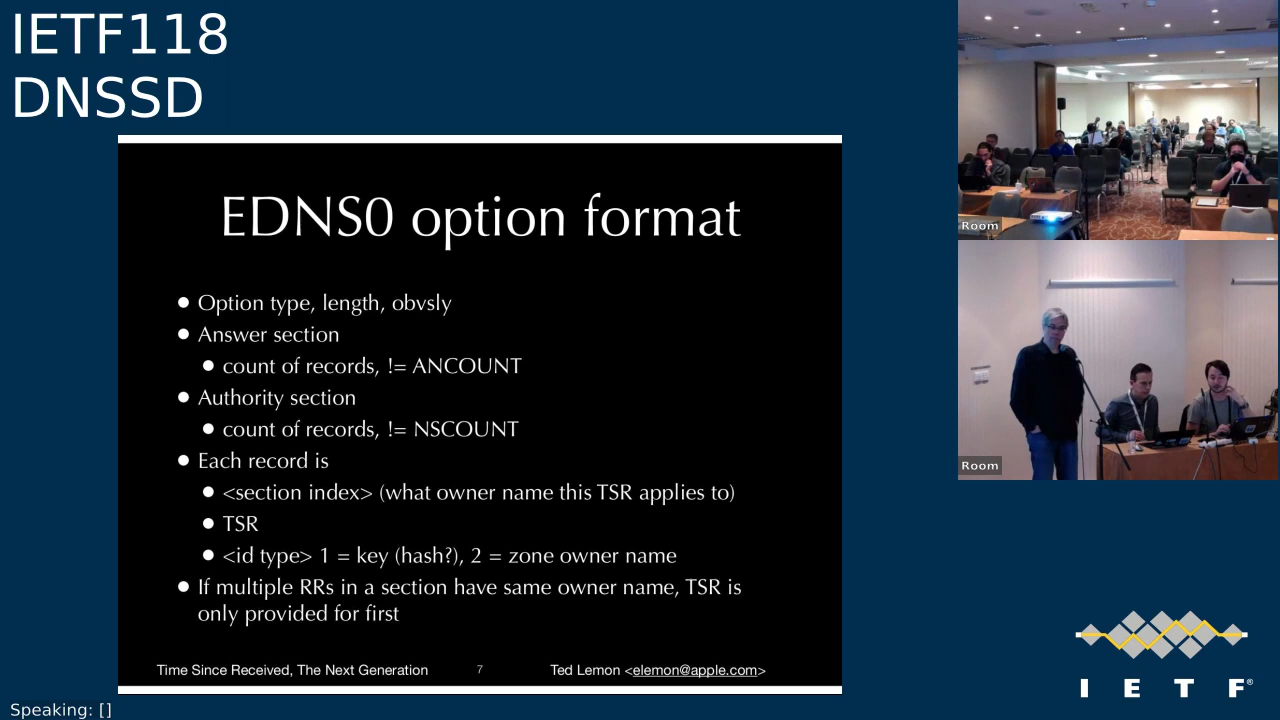 IETF118
DNSSD
EDNS0 option format
• Option type, length, obvsly
• Answer section
• count of records, != ANCOUNT
• Authority section
• count of records, != NSCOUNT
• Each record is
• <section index> (what owner name this TSR applies to)
• TSR
• <id type> 1 = key (hash?), 2 = zone owner name
• If multiple RRs in a section have same owner name, TSR is
only provided for first
Time Since Received, The Next Generation 7 Ted Lemon <elemon@apple.com>
Room
Room
I E T F®
Speaking: []